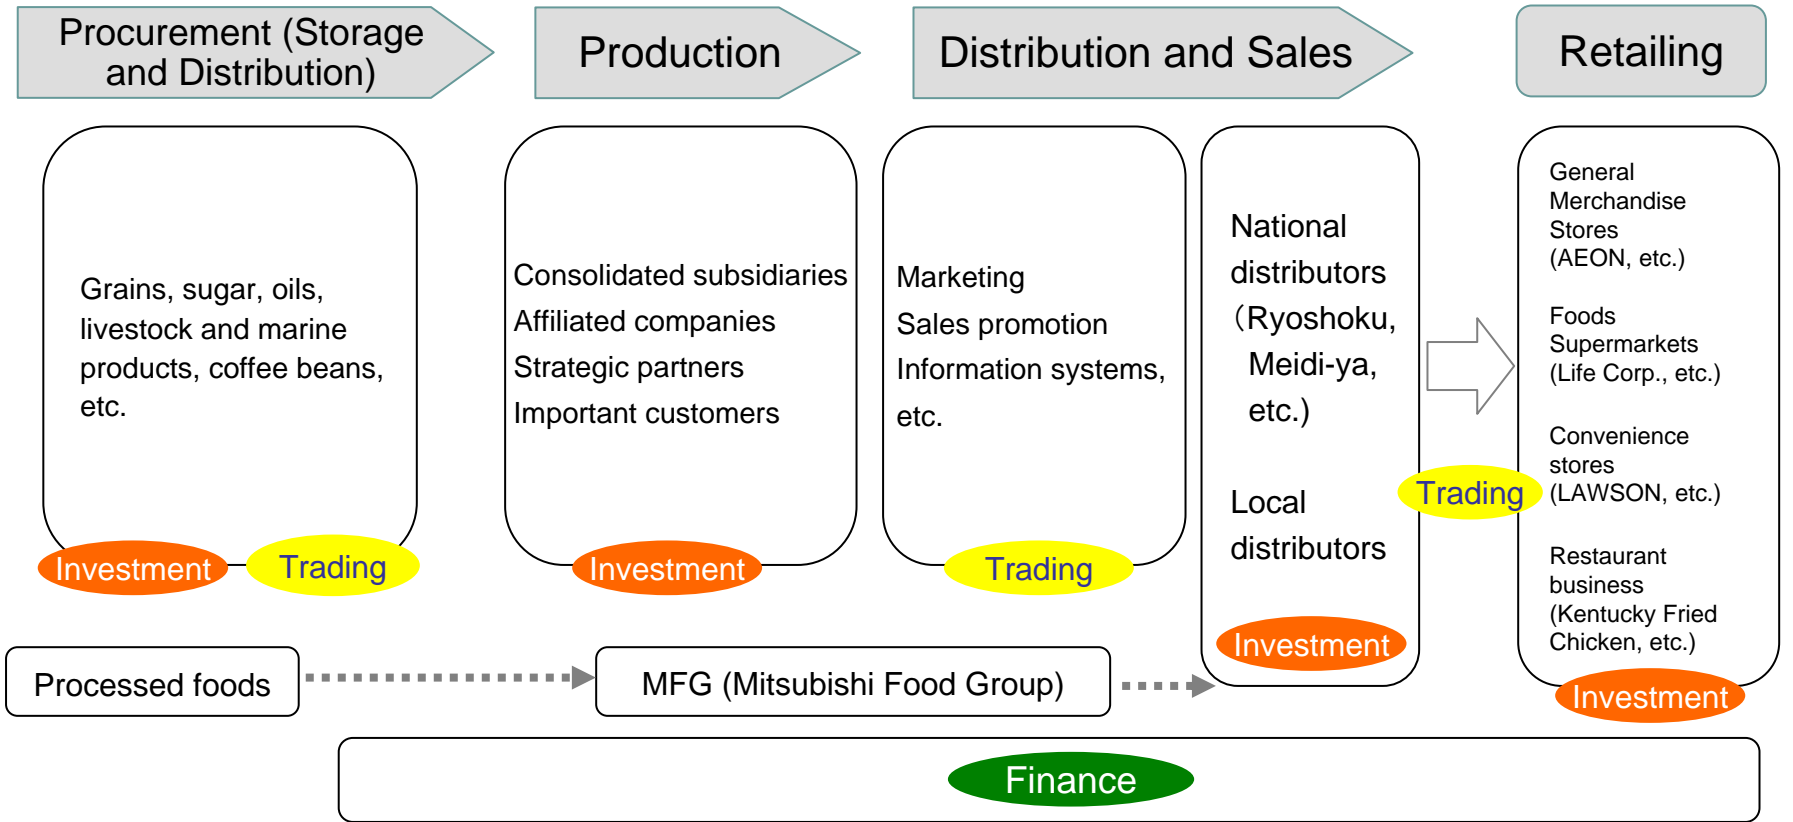 Procurement (Storage
and Distribution)
Production
Distribution and Sales
Retailing
Grains, sugar, oils,
livestock and marine
products, coffee beans,
etc.
Investment
Trading
Consolidated subsidiaries
Affiliated companies
Strategic partners
Important customers
Investment
Marketing
Sales promotion
Information systems,
etc.
Trading
National
distributors
（Ryoshoku,
Meidi-ya,
etc.)
Local
distributors
Investment
Trading
General
Merchandise
Stores
(AEON, etc.)
Foods
Supermarkets
(Life Corp., etc.)
Convenience
stores
(LAWSON, etc.)
Restaurant
business
(Kentucky Fried
Chicken, etc.)
Investment
Processed foods
MFG (Mitsubishi Food Group)
Finance